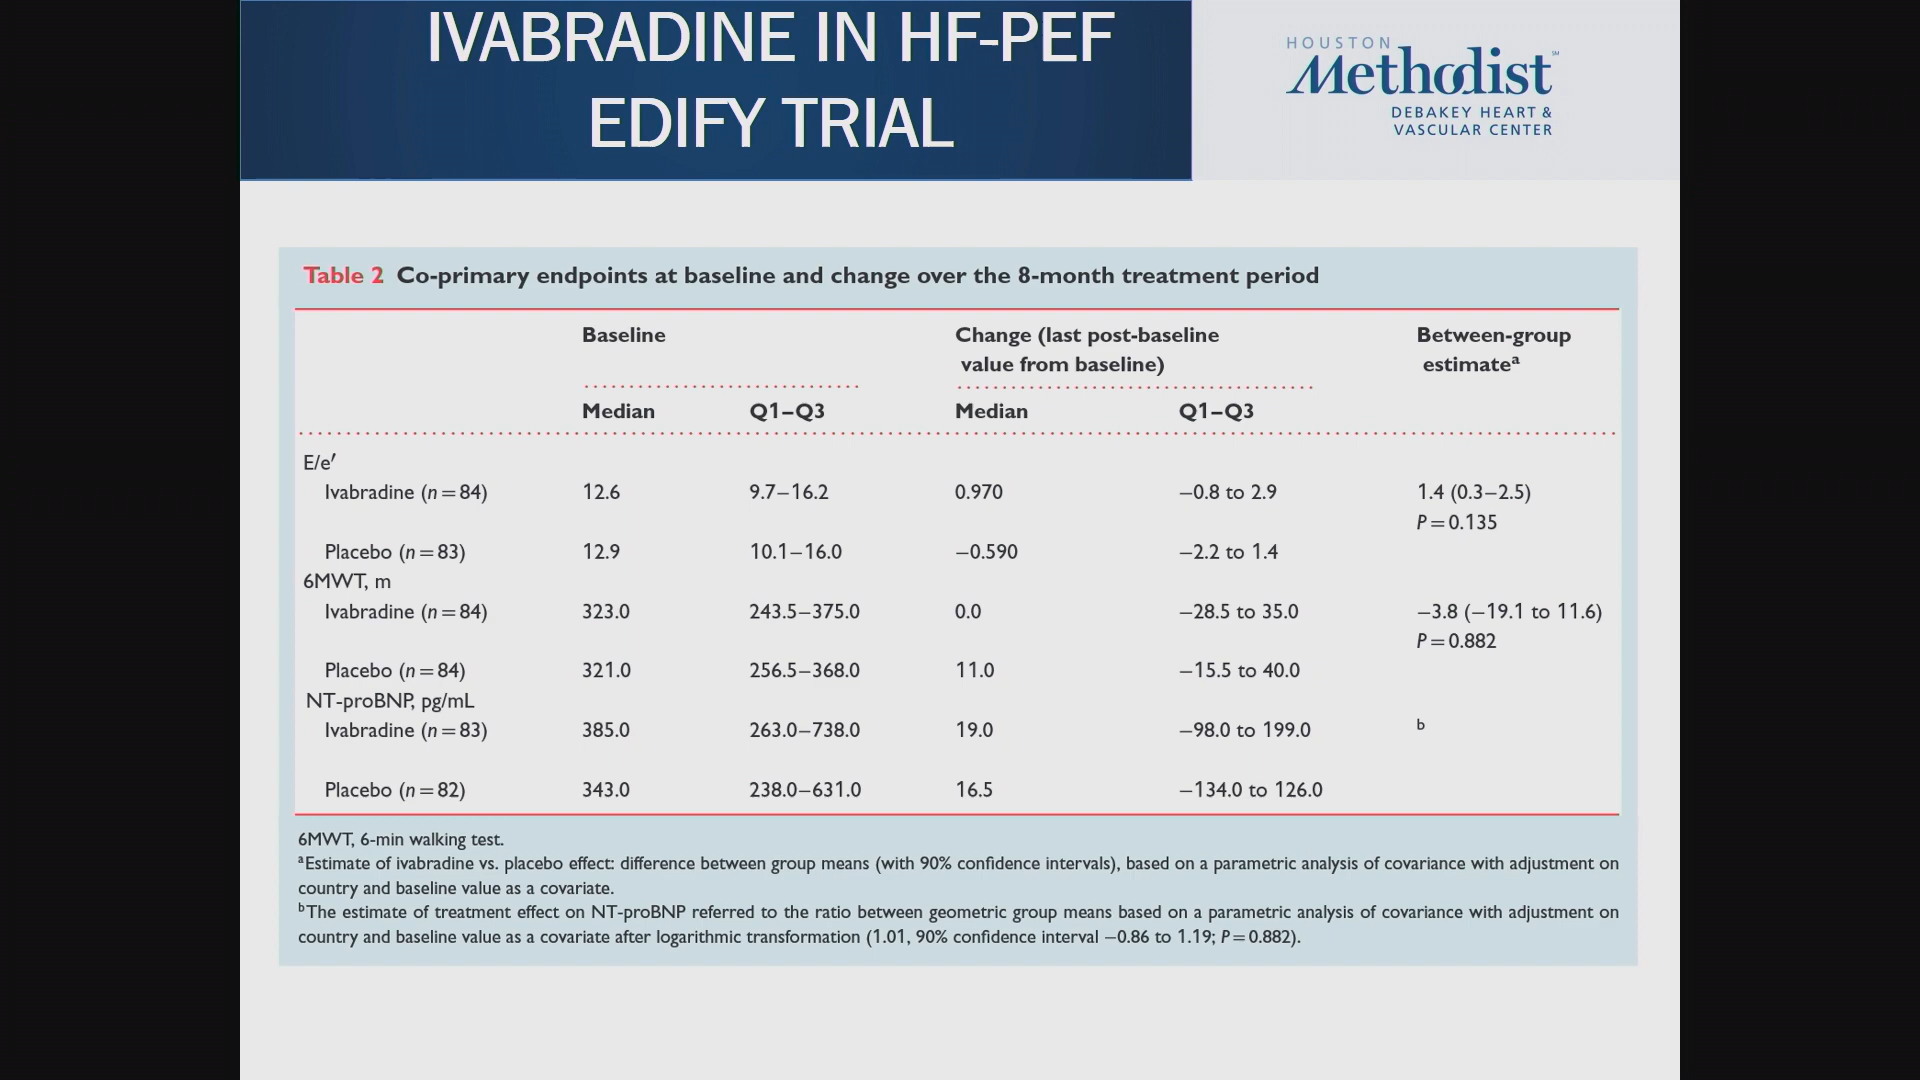 IVABRADINE IN HF-PEF
EDIFY TRIAL
HOUSTON
Methodist℠
DEBAKEY HEART &
VASCULAR CENTER
Table 2 Co-primary endpoints at baseline and change over the 8-month treatment period
Baseline Change (last post-baseline Between-group
value from baseline) estimateᵃ
Median Q1–Q3 Median Q1–Q3
E/e′
Ivabradine (n = 84) 12.6 9.7–16.2 0.970 −0.8 to 2.9 1.4 (0.3–2.5)
P = 0.135
Placebo (n = 83) 12.9 10.1–16.0 −0.590 −2.2 to 1.4
6MWT, m
Ivabradine (n = 84) 323.0 243.5–375.0 0.0 −28.5 to 35.0 −3.8 (−19.1 to 11.6)
P = 0.882
Placebo (n = 84) 321.0 256.5–368.0 11.0 −15.5 to 40.0
NT-proBNP, pg/mL
Ivabradine (n = 83) 385.0 263.0–738.0 19.0 −98.0 to 199.0 ᵇ
Placebo (n = 82) 343.0 238.0–631.0 16.5 −134.0 to 126.0
6MWT, 6-min walking test.
ᵃEstimate of ivabradine vs. placebo effect: difference between group means (with 90% confidence intervals), based on a parametric analysis of covariance with adjustment on
country and baseline value as a covariate.
ᵇThe estimate of treatment effect on NT-proBNP referred to the ratio between geometric group means based on a parametric analysis of covariance with adjustment on
country and baseline value as a covariate after logarithmic transformation (1.01, 90% confidence interval −0.86 to 1.19; P = 0.882).